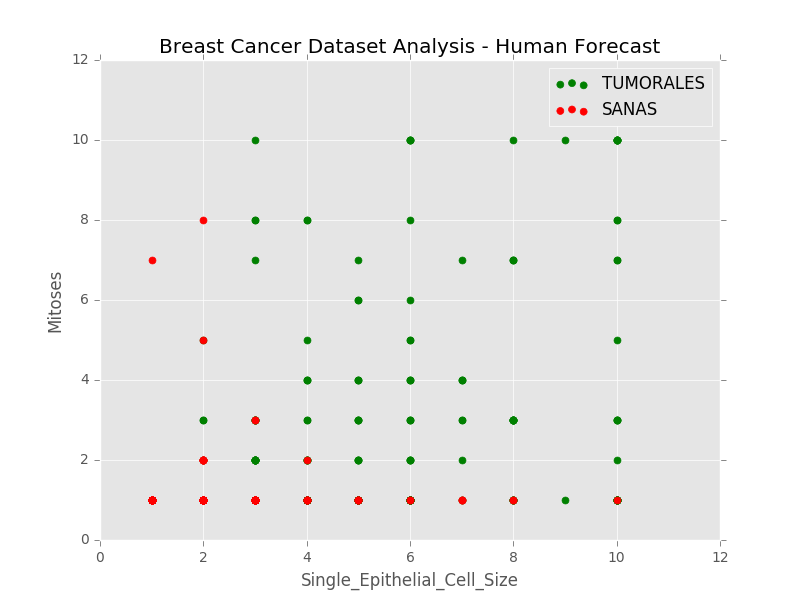 Breast Cancer Dataset Analysis - Human Forecast
TUMORALES
SANAS
12
10
8
6
4
2
0
Mitoses
0 2 4 6 8 10 12
Single_Epithelial_Cell_Size